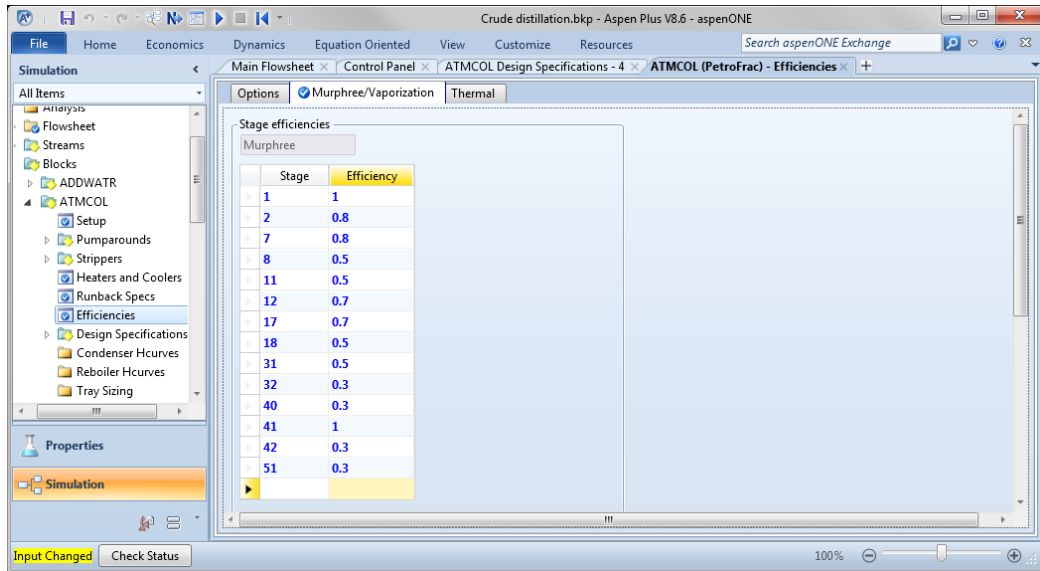 Crude distillation.bkp - Aspen Plus V8.6 - aspenONE
File Home Economics Dynamics Equation Oriented View Customize Resources Search aspenONE Exchange
Simulation < Main Flowsheet × Control Panel × ATMCOL Design Specifications - 4 × ATMCOL (PetroFrac) - Efficiencies × +
All Items
Analysis
Flowsheet
Streams
Blocks
ADDWATR
ATMCOL
Setup
Pumparounds
Strippers
Heaters and Coolers
Runback Specs
Efficiencies
Design Specifications
Condenser Hcurves
Reboiler Hcurves
Tray Sizing
Properties
Simulation
Options Murphree/Vaporization Thermal
Stage efficiencies
Murphree
Stage Efficiency
1 1
2 0.8
7 0.8
8 0.5
11 0.5
12 0.7
17 0.7
18 0.5
31 0.5
32 0.3
40 0.3
41 1
42 0.3
51 0.3
Input Changed Check Status 100%